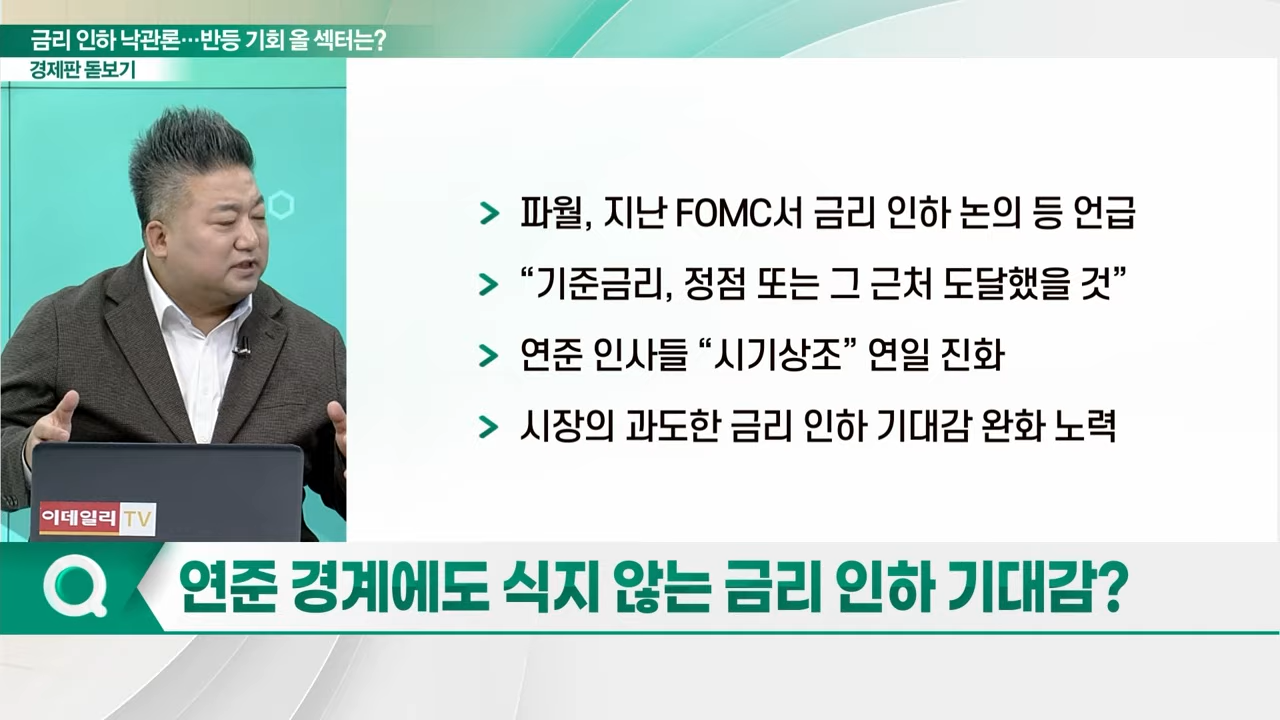 금리 인하 낙관론…반등 기회 올 섹터는?
경제판 돋보기
> 파월, 지난 FOMC서 금리 인하 논의 등 언급
> “기준금리, 정점 또는 그 근처 도달했을 것”
> 연준 인사들 “시기상조” 연일 진화
> 시장의 과도한 금리 인하 기대감 완화 노력
이데일리 TV
연준 경계에도 식지 않는 금리 인하 기대감?